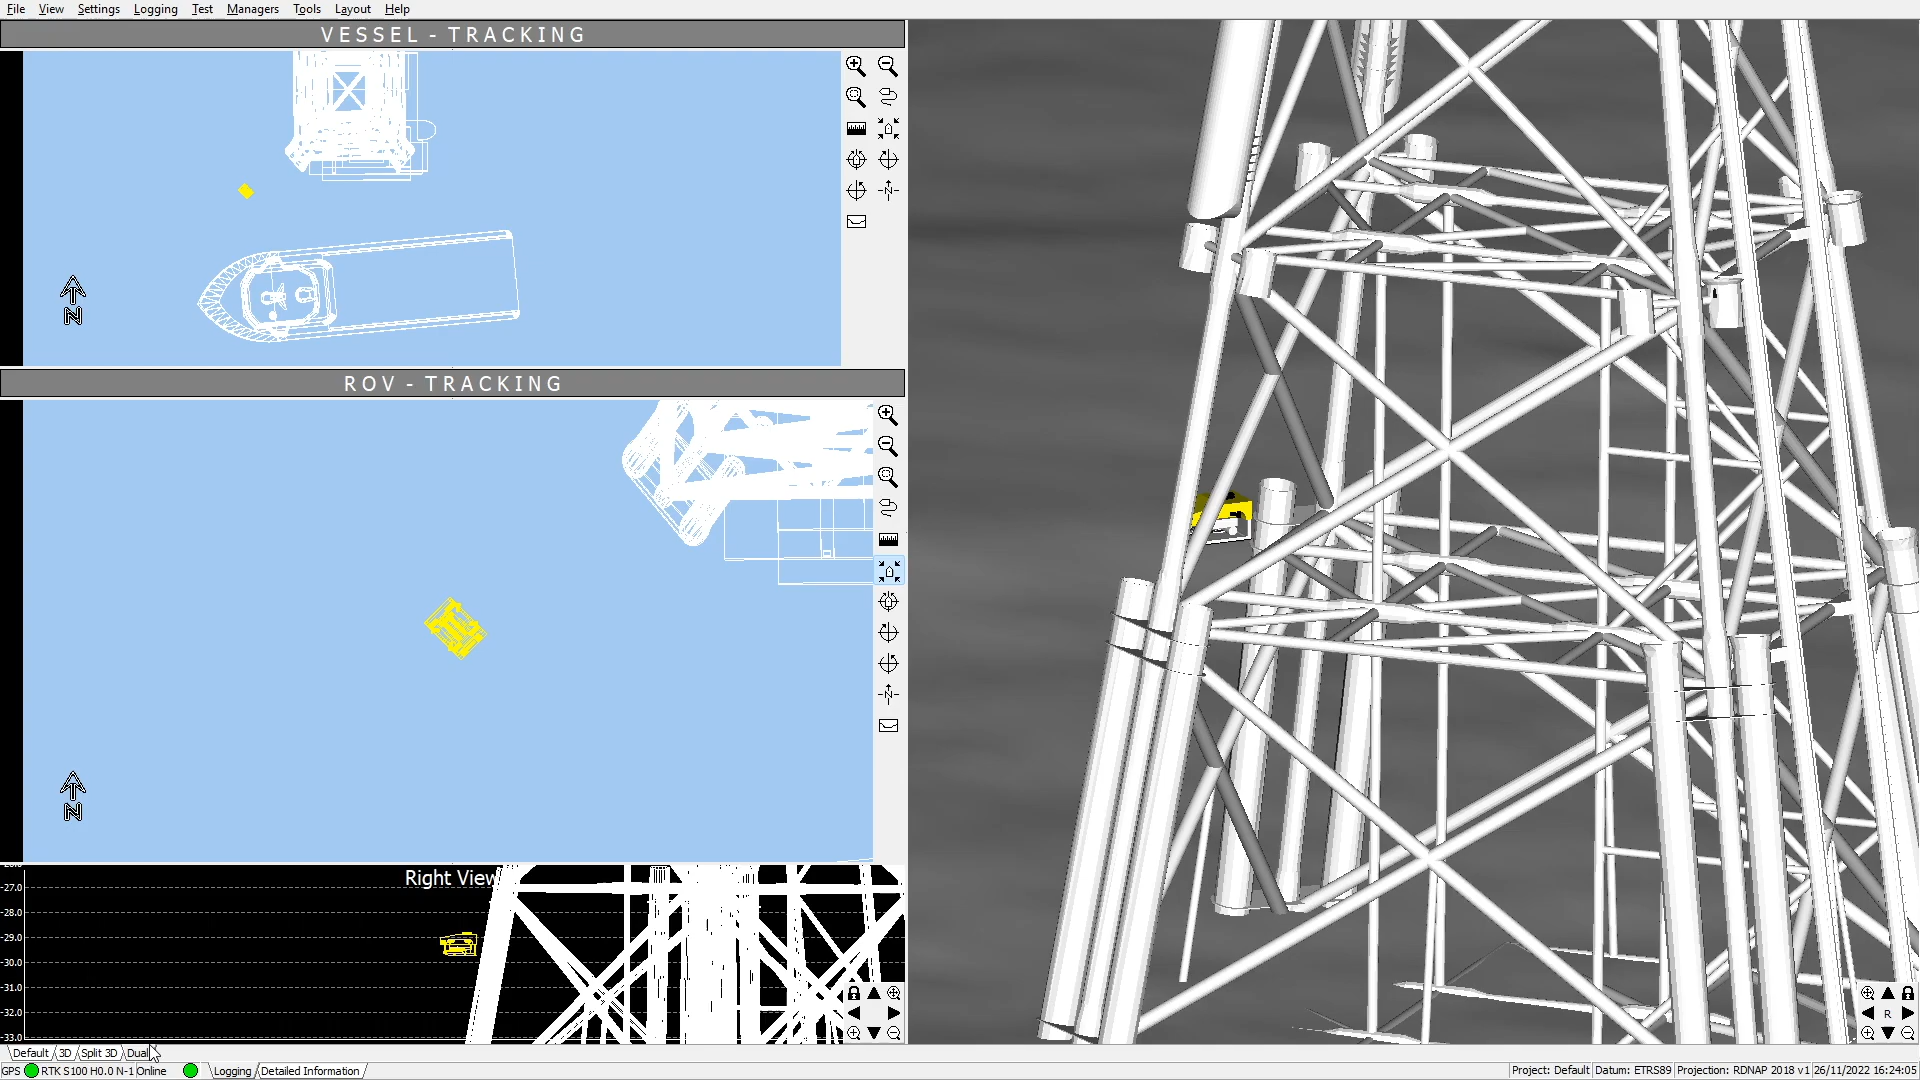 File View Settings Logging Test Managers Tools Layout Help
VESSEL - TRACKING
N
N
ROV - TRACKING
N
N
Right View
-27.0
-28.0
-29.0
-30.0
-31.0
-32.0
-33.0
R
Default 3D Split 3D Dual
GPS RTK S100 H0.0 N-1 Online Logging Detailed Information Project: Default Datum: ETRS89 Projection: RDNAP 2018 v1 26/11/2022 16:24:05